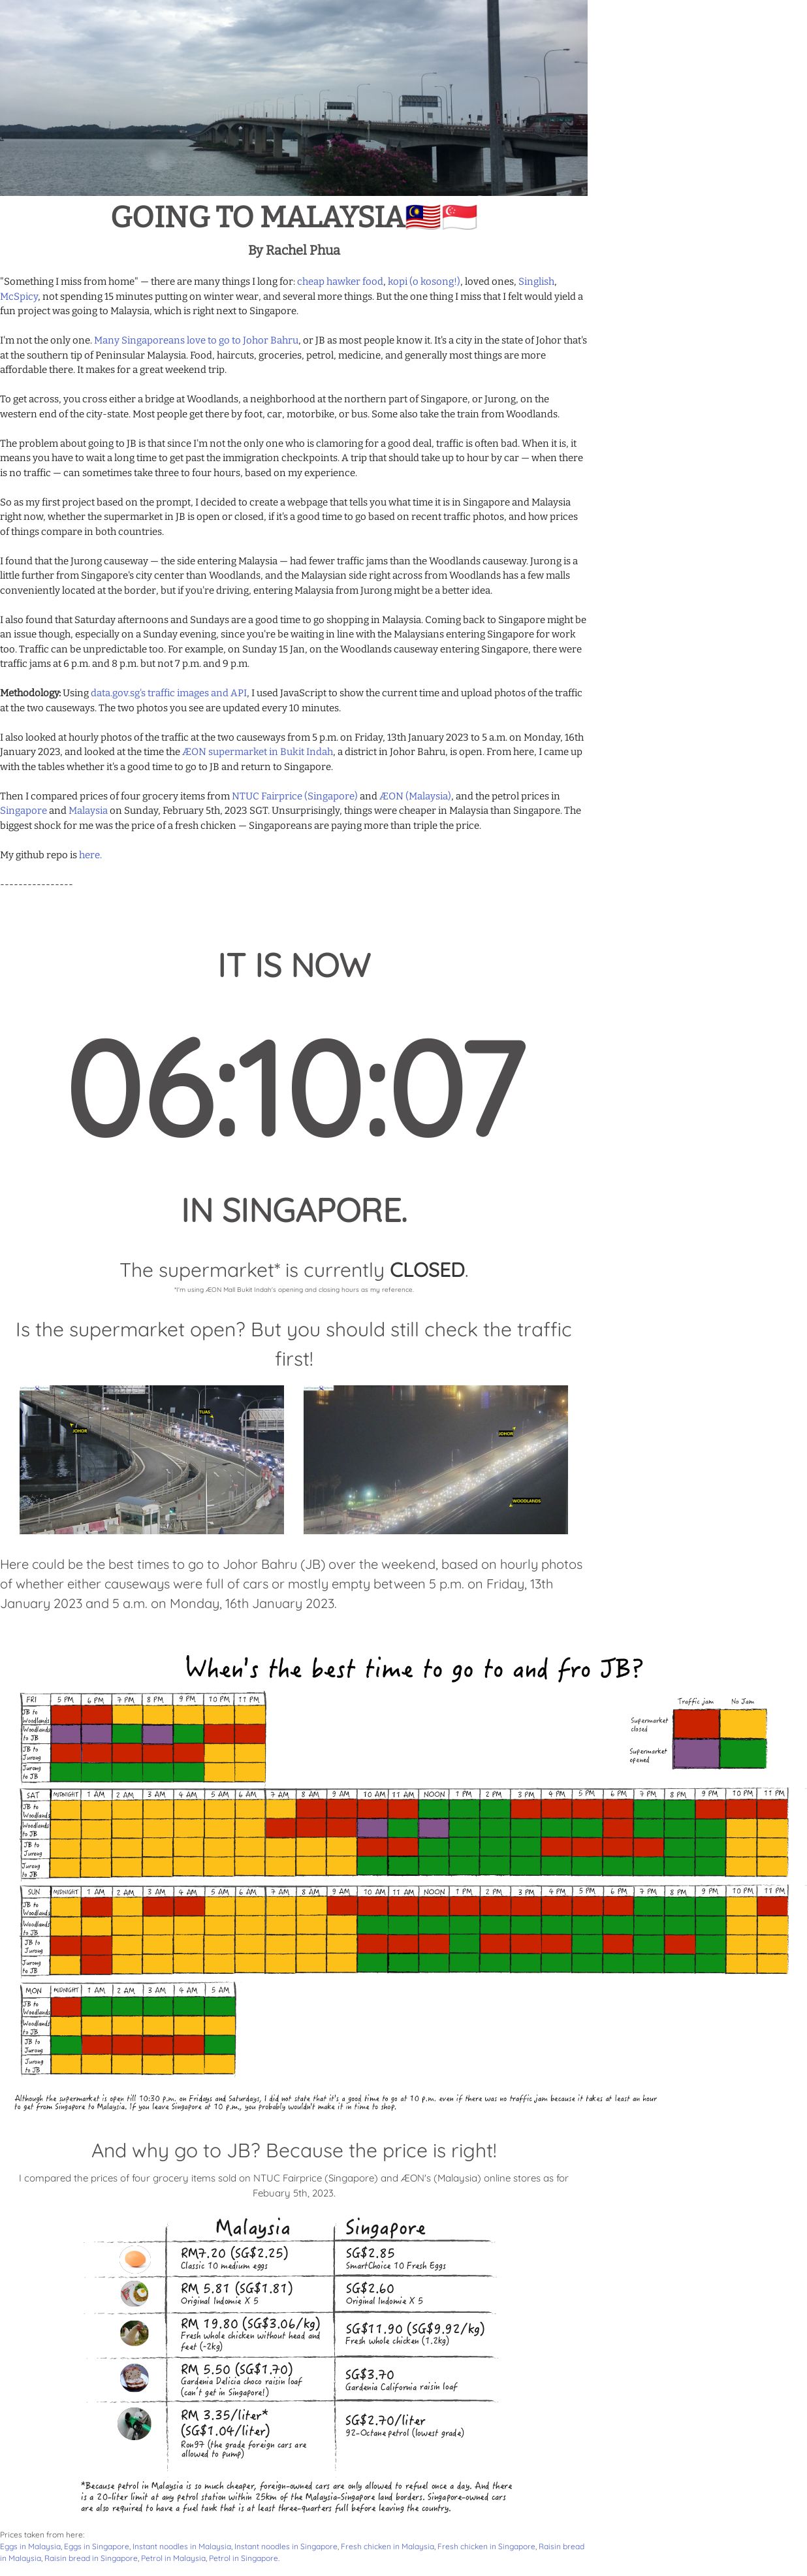 GOING TO MALAYSIA🇲🇾🇸🇬
By Rachel Phua
"Something I miss from home" — there are many things I long for: cheap hawker food, kopi (o kosong!), loved ones, Singlish,
McSpicy, not spending 15 minutes putting on winter wear, and several more things. But the one thing I miss that I felt would yield a
fun project was going to Malaysia, which is right next to Singapore.
I'm not the only one. Many Singaporeans love to go to Johor Bahru, or JB as most people know it. It's a city in the state of Johor that's
at the southern tip of Peninsular Malaysia. Food, haircuts, groceries, petrol, medicine, and generally most things are more
affordable there. It makes for a great weekend trip.
To get across, you cross either a bridge at Woodlands, a neighborhood at the northern part of Singapore, or Jurong, on the
western end of the city-state. Most people get there by foot, car, motorbike, or bus. Some also take the train from Woodlands.
The problem about going to JB is that since I'm not the only one who is clamoring for a good deal, traffic is often bad. When it is, it
means you have to wait a long time to get past the immigration checkpoints. A trip that should take up to hour by car — when there
is no traffic — can sometimes take three to four hours, based on my experience.
So as my first project based on the prompt, I decided to create a webpage that tells you what time it is in Singapore and Malaysia
right now, whether the supermarket in JB is open or closed, if it's a good time to go based on recent traffic photos, and how prices
of things compare in both countries.
I found that the Jurong causeway — the side entering Malaysia — had fewer traffic jams than the Woodlands causeway. Jurong is a
little further from Singapore's city center than Woodlands, and the Malaysian side right across from Woodlands has a few malls
conveniently located at the border, but if you're driving, entering Malaysia from Jurong might be a better idea.
I also found that Saturday afternoons and Sundays are a good time to go shopping in Malaysia. Coming back to Singapore might be
an issue though, especially on a Sunday evening, since you're be waiting in line with the Malaysians entering Singapore for work
too. Traffic can be unpredictable too. For example, on Sunday 15 Jan, on the Woodlands causeway entering Singapore, there were
traffic jams at 6 p.m. and 8 p.m. but not 7 p.m. and 9 p.m.
Methodology: Using data.gov.sg's traffic images and API, I used JavaScript to show the current time and upload photos of the traffic
at the two causeways. The two photos you see are updated every 10 minutes.
I also looked at hourly photos of the traffic at the two causeways from 5 p.m. on Friday, 13th January 2023 to 5 a.m. on Monday, 16th
January 2023, and looked at the time the ÆON supermarket in Bukit Indah, a district in Johor Bahru, is open. From here, I came up
with the tables whether it's a good time to go to JB and return to Singapore.
Then I compared prices of four grocery items from NTUC Fairprice (Singapore) and ÆON (Malaysia), and the petrol prices in
Singapore and Malaysia on Sunday, February 5th, 2023 SGT. Unsurprisingly, things were cheaper in Malaysia than Singapore. The
biggest shock for me was the price of a fresh chicken — Singaporeans are paying more than triple the price.
My github repo is here.
----------------
IT IS NOW
06:10:07
IN SINGAPORE.
The supermarket* is currently CLOSED.
*I'm using ÆON Mall Bukit Indah's opening and closing hours as my reference.
Is the supermarket open? But you should still check the traffic
first!
JOHOR
TUAS
JOHOR
WOODLANDS
Here could be the best times to go to Johor Bahru (JB) over the weekend, based on hourly photos
of whether either causeways were full of cars or mostly empty between 5 p.m. on Friday, 13th
January 2023 and 5 a.m. on Monday, 16th January 2023.
When's the best time to go to and fro JB?
Traffic jam No Jam
Supermarket closed
Supermarket opened
FRI 5 PM 6 PM 7 PM 8 PM 9 PM 10 PM 11 PM
JB to Woodlands
Woodlands to JB
JB to Jurong
Jurong to JB
SAT MIDNIGHT 1 AM 2 AM 3 AM 4 AM 5 AM 6 AM 7 AM 8 AM 9 AM 10 AM 11 AM NOON 1 PM 2 PM 3 PM 4 PM 5 PM 6 PM 7 PM 8 PM 9 PM 10 PM 11 PM
JB to Woodlands
Woodlands to JB
JB to Jurong
Jurong to JB
SUN MIDNIGHT 1 AM 2 AM 3 AM 4 AM 5 AM 6 AM 7 AM 8 AM 9 AM 10 AM 11 AM NOON 1 PM 2 PM 3 PM 4 PM 5 PM 6 PM 7 PM 8 PM 9 PM 10 PM 11 PM
JB to Woodlands
Woodlands to JB
JB to Jurong
Jurong to JB
MON MIDNIGHT 1 AM 2 AM 3 AM 4 AM 5 AM
JB to Woodlands
Woodlands to JB
JB to Jurong
Jurong to JB
Although the supermarket is open till 10:30 p.m. on Fridays and Saturdays, I did not state that it's a good time to go at 10 p.m. even if there was no traffic jam because it takes at least an hour
to get from Singapore to Malaysia. If you leave Singapore at 10 p.m., you probably wouldn't make it in time to shop.
And why go to JB? Because the price is right!
I compared the prices of four grocery items sold on NTUC Fairprice (Singapore) and ÆON's (Malaysia) online stores as for
Febuary 5th, 2023.
Malaysia Singapore
RM7.20 (SG$2.25) SG$2.85
Classic 10 medium eggs SmartChoice 10 Fresh Eggs
RM 5.81 (SG$1.81) SG$2.60
Original Indomie X 5 Original Indomie X 5
RM 19.80 (SG$3.06/kg) SG$11.90 (SG$9.92/kg)
Fresh whole chicken without head and
feet (~2kg)
Fresh whole chicken (1.2kg)
RM 5.50 (SG$1.70) SG$3.70
Gardenia Delicia choco raisin loaf
(can't get in Singapore!)
Gardenia California raisin loaf
RM 3.35/liter*
(SG$1.04/liter)
SG$2.70/liter
Ron97 (the grade foreign cars are
allowed to pump)
92-Octane petrol (lowest grade)
*Because petrol in Malaysia is so much cheaper, foreign-owned cars are only allowed to refuel once a day. And there
is a 20-liter limit at any petrol station within 25km of the Malaysia-Singapore land borders. Singapore-owned cars
are also required to have a fuel tank that is at least three-quarters full before leaving the country.
Prices taken from here:
Eggs in Malaysia, Eggs in Singapore, Instant noodles in Malaysia, Instant noodles in Singapore, Fresh chicken in Malaysia, Fresh chicken in Singapore, Raisin bread
in Malaysia, Raisin bread in Singapore, Petrol in Malaysia, Petrol in Singapore.